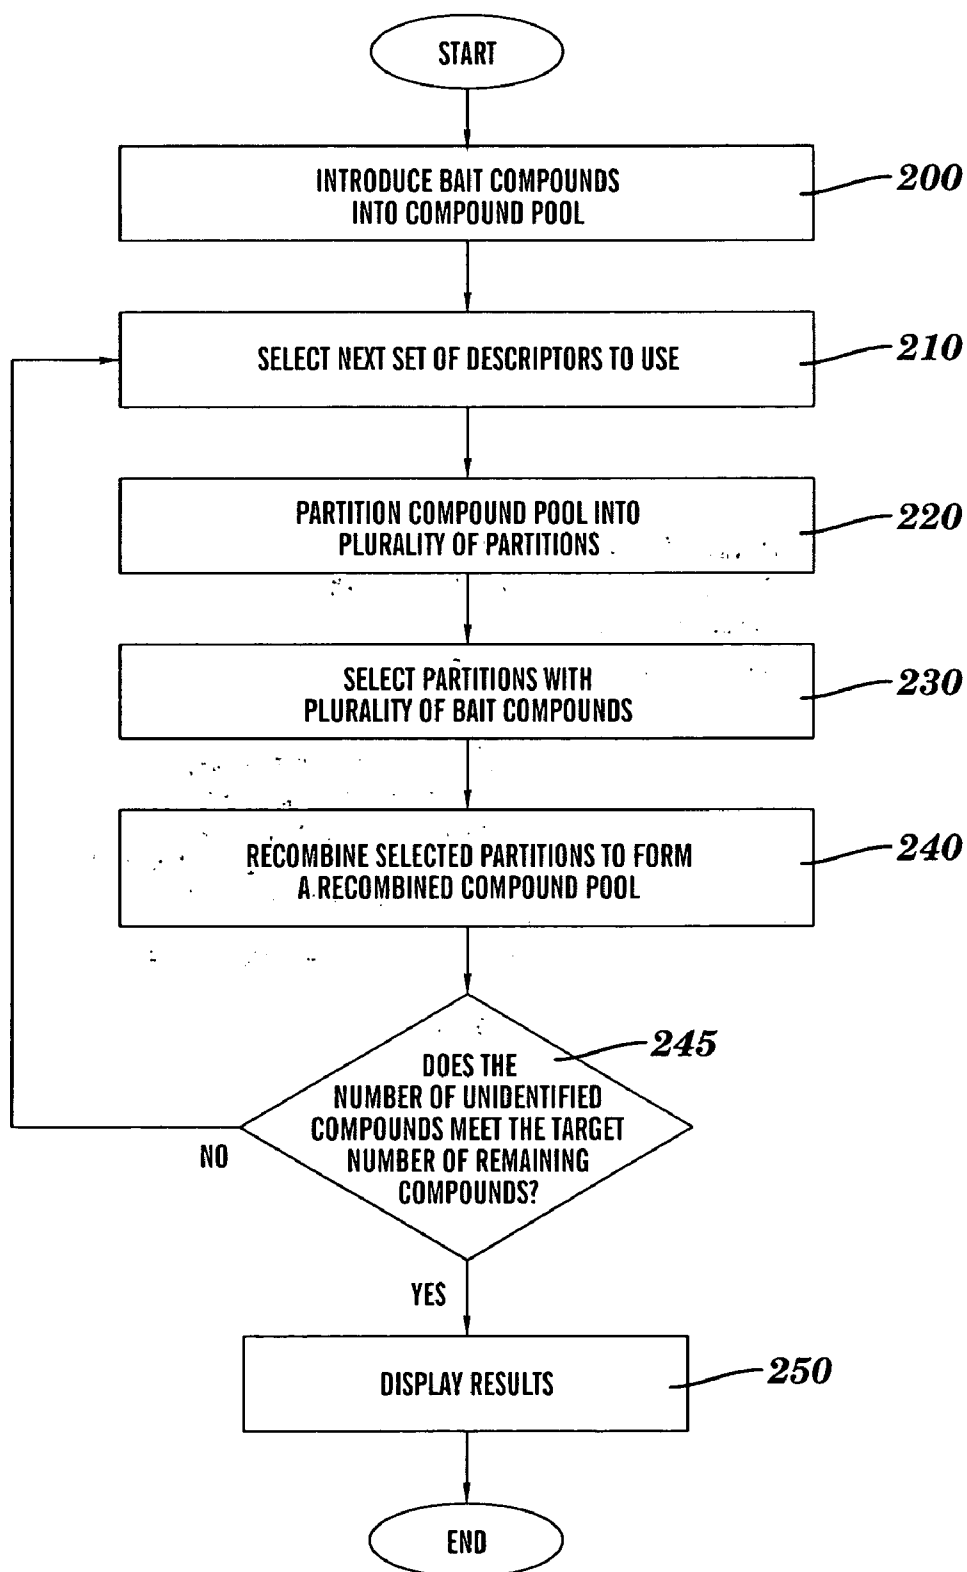 START
INTRODUCE BAIT COMPOUNDS
INTO COMPOUND POOL
200
SELECT NEXT SET OF DESCRIPTORS TO USE
210
PARTITION COMPOUND POOL INTO
PLURALITY OF PARTITIONS
220
SELECT PARTITIONS WITH
PLURALITY OF BAIT COMPOUNDS
230
RECOMBINE SELECTED PARTITIONS TO FORM
A RECOMBINED COMPOUND POOL
240
DOES THE
NUMBER OF UNIDENTIFIED
COMPOUNDS MEET THE TARGET
NUMBER OF REMAINING
COMPOUNDS?
245
NO
YES
DISPLAY RESULTS
250
END